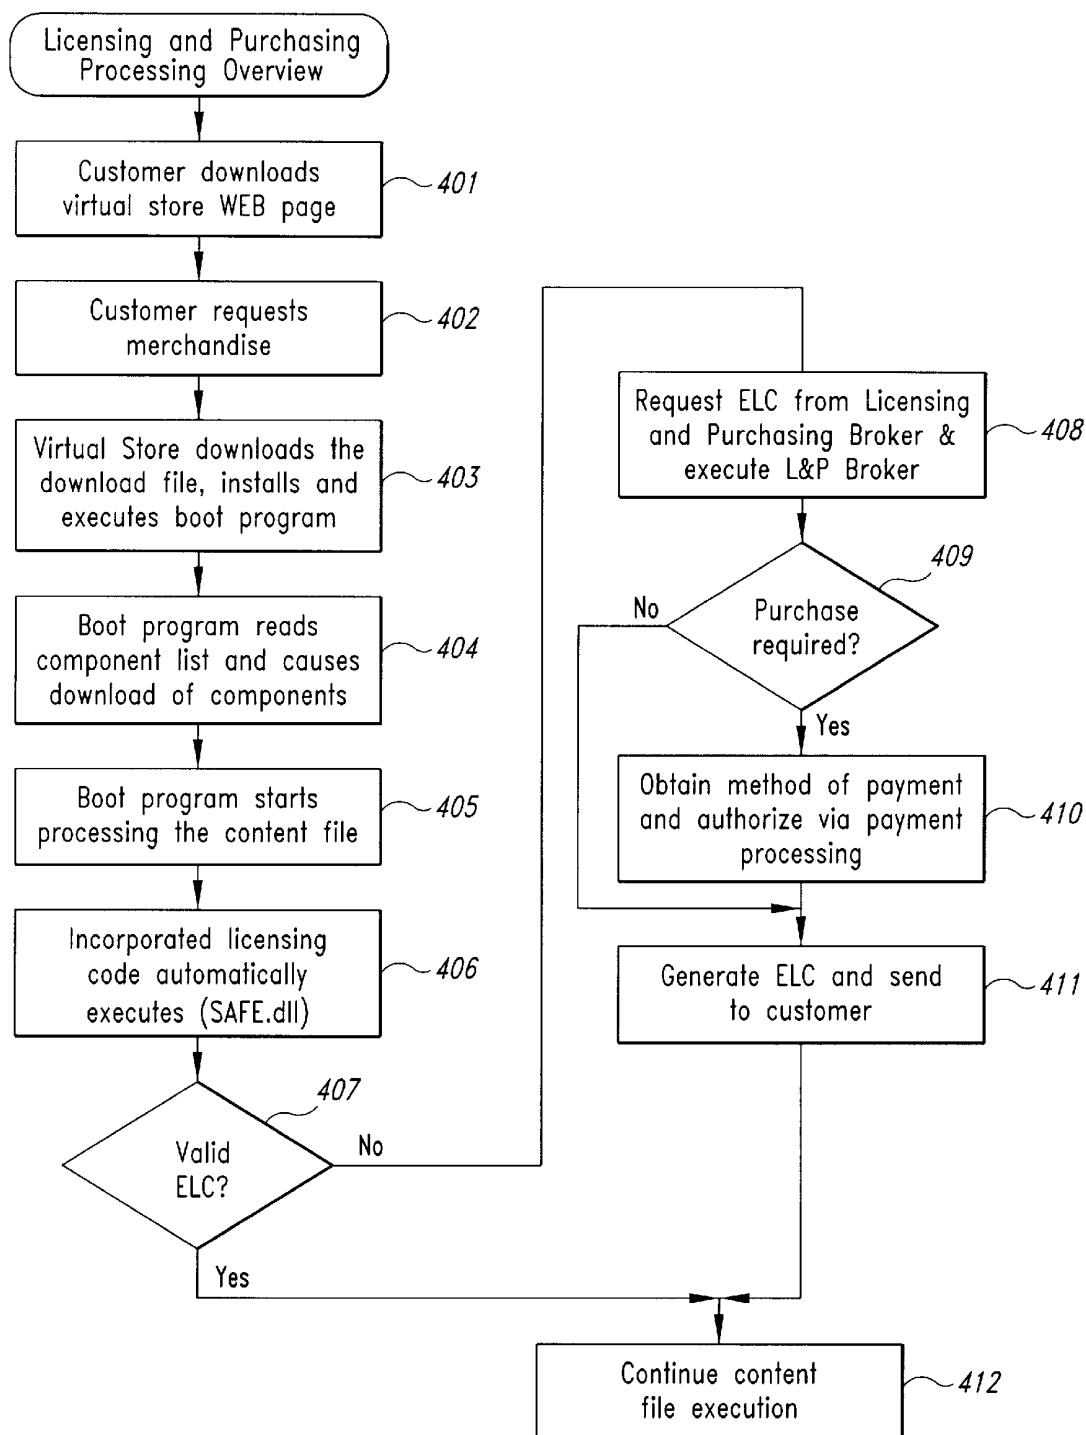 Licensing and Purchasing
Processing Overview
Customer downloads
virtual store WEB page
401
Customer requests
merchandise
402
Virtual Store downloads the
download file, installs and
executes boot program
403
Boot program reads
component list and causes
download of components
404
Boot program starts
processing the content file
405
Incorporated licensing
code automatically
executes (SAFE.dll)
406
Valid
ELC?
407
No
Yes
Request ELC from Licensing
and Purchasing Broker &
execute L&P Broker
408
Purchase
required?
409
No
Yes
Obtain method of payment
and authorize via payment
processing
410
Generate ELC and send
to customer
411
Continue content
file execution
412